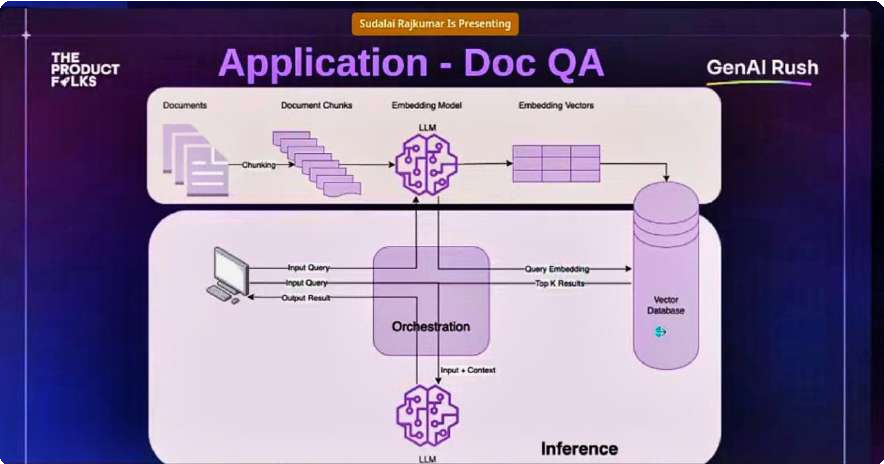 Sudalai Rajkumar Is Presenting
THE
PRODUCT
FOLKS
Application - Doc QA
GenAI Rush
Documents
Document Chunks
Embedding Model
Embedding Vectors
LLM
Chunking
Input Query
Query Embedding
Input Query
Top K Results
Output Result
Vector
Database
Orchestration
Input + Context
Inference
LLM